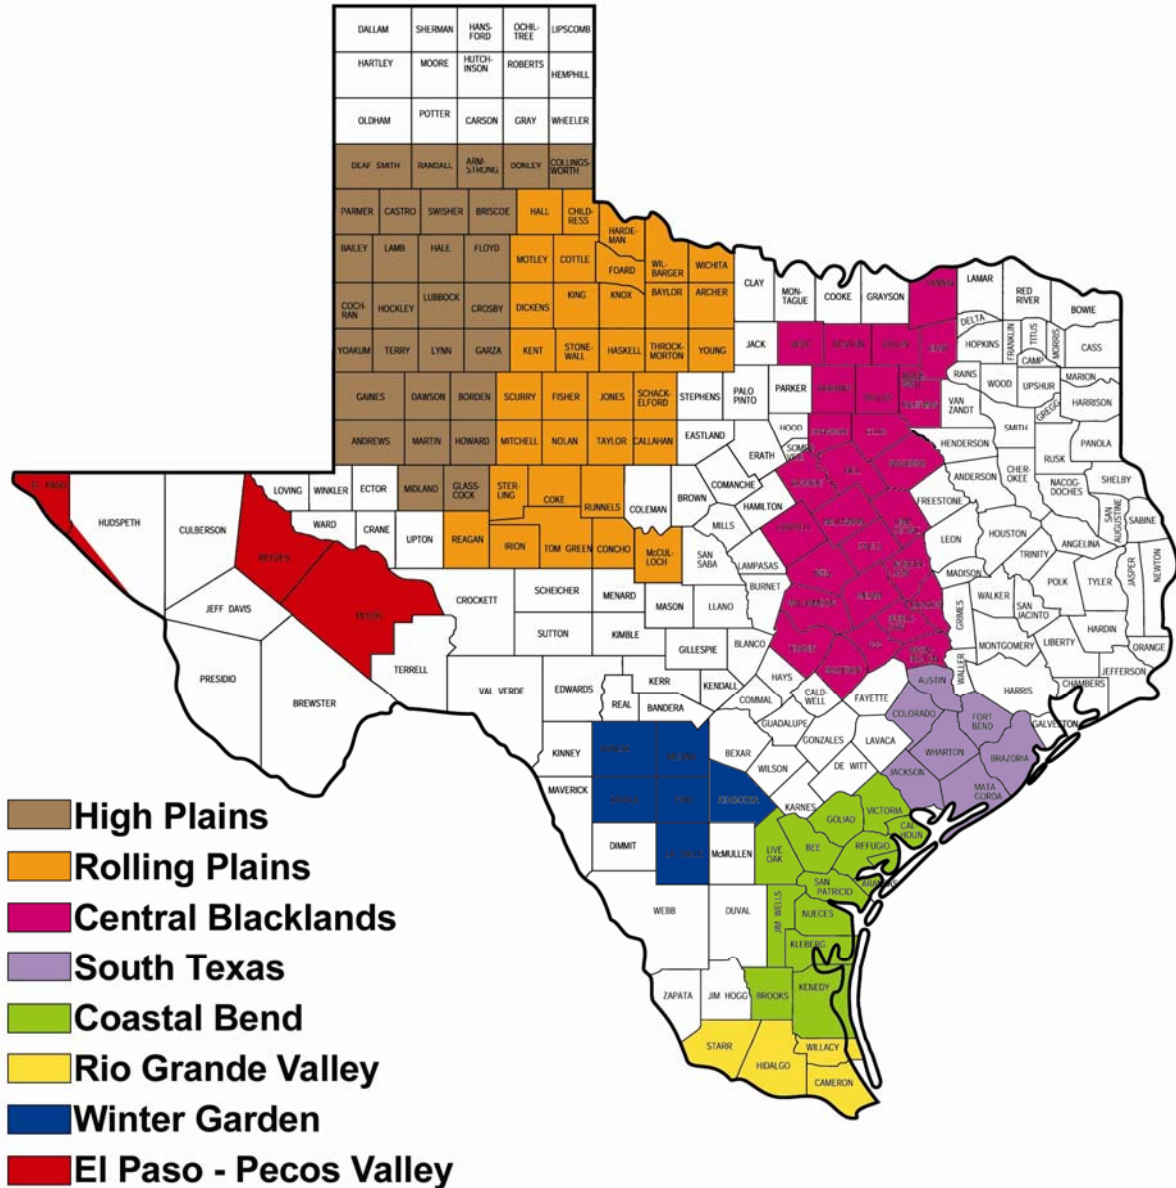 DALLAM SHERMAN HANS-FORD OCHIL-TREE LIPSCOMB
HARTLEY MOORE HUTCH-INSON ROBERTS HEMPHILL
OLDHAM POTTER CARSON GRAY WHEELER
DEAF SMITH RANDALL ARM-STRONG DONLEY COLLINGS-WORTH
PARMER CASTRO SWISHER BRISCOE HALL CHILD-RESS HARDE-MAN
BAILEY LAMB HALE FLOYD MOTLEY COTTLE FOARD WIL-BARGER WICHITA
COCH-RAN HOCKLEY LUBBOCK CROSBY DICKENS KING KNOX BAYLOR ARCHER CLAY MON-TAGUE COOKE GRAYSON LAMAR RED RIVER BOWIE
YOAKUM TERRY LYNN GARZA KENT STONE-WALL HASKELL THROCK-MORTON YOUNG JACK DELTA HOPKINS FRANKLIN TITUS CAMP MORRIS CASS
GAINES DAWSON BORDEN SCURRY FISHER JONES SCHACK-ELFORD STEPHENS PALO PINTO PARKER RAINS WOOD UPSHUR MARION HARRISON GREGG VAN ZANDT
ANDREWS MARTIN HOWARD MITCHELL NOLAN TAYLOR CALLAHAN EASTLAND ERATH HOOD SMITH HENDERSON RUSK PANOLA
EL PASO HUDSPETH CULBERSON LOVING WINKLER ECTOR MIDLAND GLASS-COCK STER-LING COKE RUNNELS COLEMAN BROWN COMANCHE HAMILTON ANDERSON CHER-OKEE NACOG-DOCHES SHELBY
REEVES WARD CRANE UPTON REAGAN IRION TOM GREEN CONCHO McCUL-LOCH MILLS SAN SABA LAMPASAS BURNET FREESTONE LEON HOUSTON ANGELINA SAN AUGUSTINE SABINE
JEFF DAVIS PECOS CROCKETT SCHEICHER MENARD MASON LLANO MADISON TRINITY POLK TYLER JASPER NEWTON
PRESIDIO BREWSTER TERRELL SUTTON KIMBLE GILLESPIE BLANCO GRIMES WALKER SAN JACINTO MONTGOMERY LIBERTY HARDIN ORANGE
VAL VERDE EDWARDS REAL KERR BANDERA KENDALL COMMAL HAYS CALD-WELL FAYETTE AUSTIN WALLER HARRIS CHAMBERS JEFFERSON
KINNEY BEXAR GUADALUPE GONZALES LAVACA COLORADO FORT BEND GALVESTON
MAVERICK ATASCOSA WILSON DE WITT JACKSON WHARTON BRAZORIA MATA GORDA
DIMMIT McMULLEN KARNES LIVE OAK BEE GOLIAD VICTORIA CAL HOUN REFUGIO
WEBB DUVAL JIM WELLS SAN PATRICIO NUECES KLEBERG
ZAPATA JIM HOGG BROOKS KENEDY
STARR HIDALGO WILLACY CAMERON
High Plains
Rolling Plains
Central Blacklands
South Texas
Coastal Bend
Rio Grande Valley
Winter Garden
El Paso - Pecos Valley